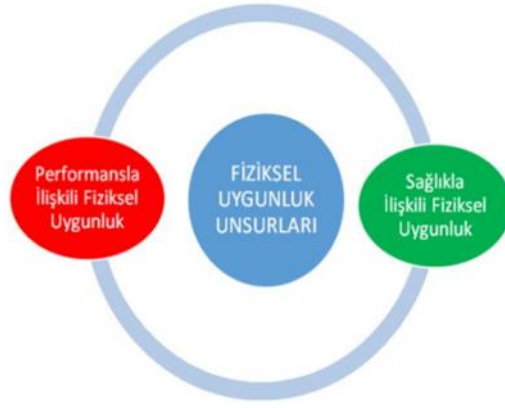 Performansla
İlişkili Fiziksel
Uygunluk
FİZİKSEL
UYGUNLUK
UNSURLARI
Sağlıkla
İlişkili Fiziksel
Uygunluk